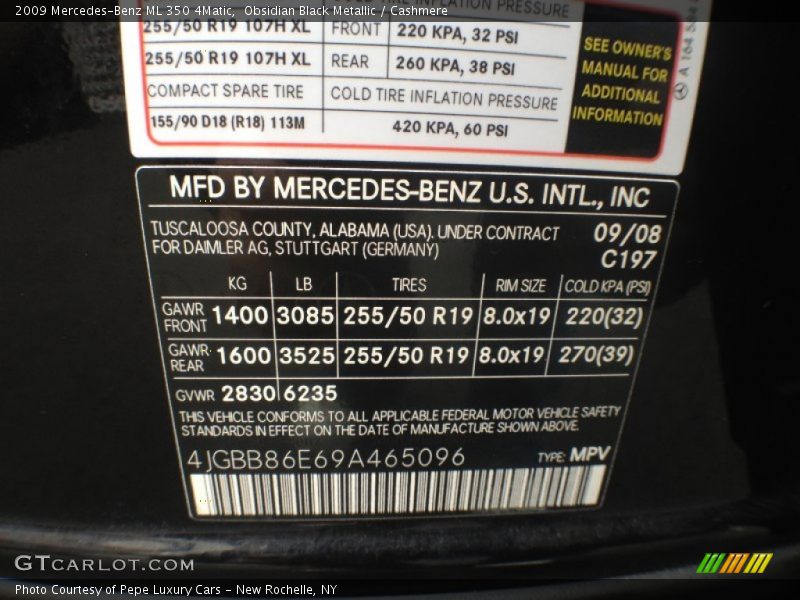 2009 Mercedes-Benz ML 350 4Matic, Obsidian Black Metallic / Cashmere
INFLATION PRESSURE
255/50 R19 107H XL FRONT 220 KPA, 32 PSI
255/50 R19 107H XL REAR 260 KPA, 38 PSI
COMPACT SPARE TIRE COLD TIRE INFLATION PRESSURE
155/90 D18 (R18) 113M 420 KPA, 60 PSI
SEE OWNER'S
MANUAL FOR
ADDITIONAL
INFORMATION
A 164 584
MFD BY MERCEDES-BENZ U.S. INTL., INC
TUSCALOOSA COUNTY, ALABAMA (USA). UNDER CONTRACT 09/08
FOR DAIMLER AG, STUTTGART (GERMANY) C197
KG LB TIRES RIM SIZE COLD KPA (PSI)
GAWR
FRONT 1400 3085 255/50 R19 8.0x19 220(32)
GAWR
REAR 1600 3525 255/50 R19 8.0x19 270(39)
GVWR 2830 6235
THIS VEHICLE CONFORMS TO ALL APPLICABLE FEDERAL MOTOR VEHICLE SAFETY
STANDARDS IN EFFECT ON THE DATE OF MANUFACTURE SHOWN ABOVE.
4JGBB86E69A465096 TYPE: MPV
GTCARLOT.COM
Photo Courtesy of Pepe Luxury Cars - New Rochelle, NY